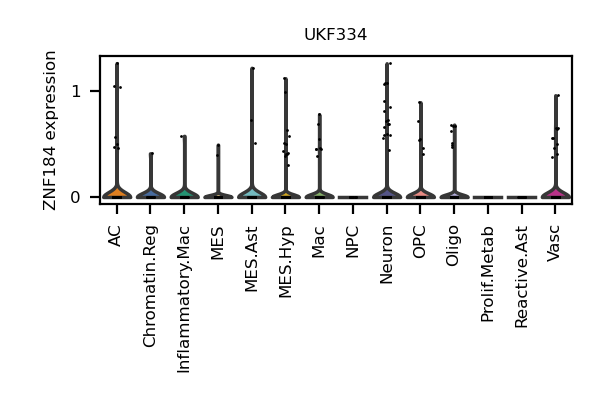 UKF334
ZNF184 expression
1
0
AC
Chromatin.Reg
Inflammatory.Mac
MES
MES.Ast
MES.Hyp
Mac
NPC
Neuron
OPC
Oligo
Prolif.Metab
Reactive.Ast
Vasc